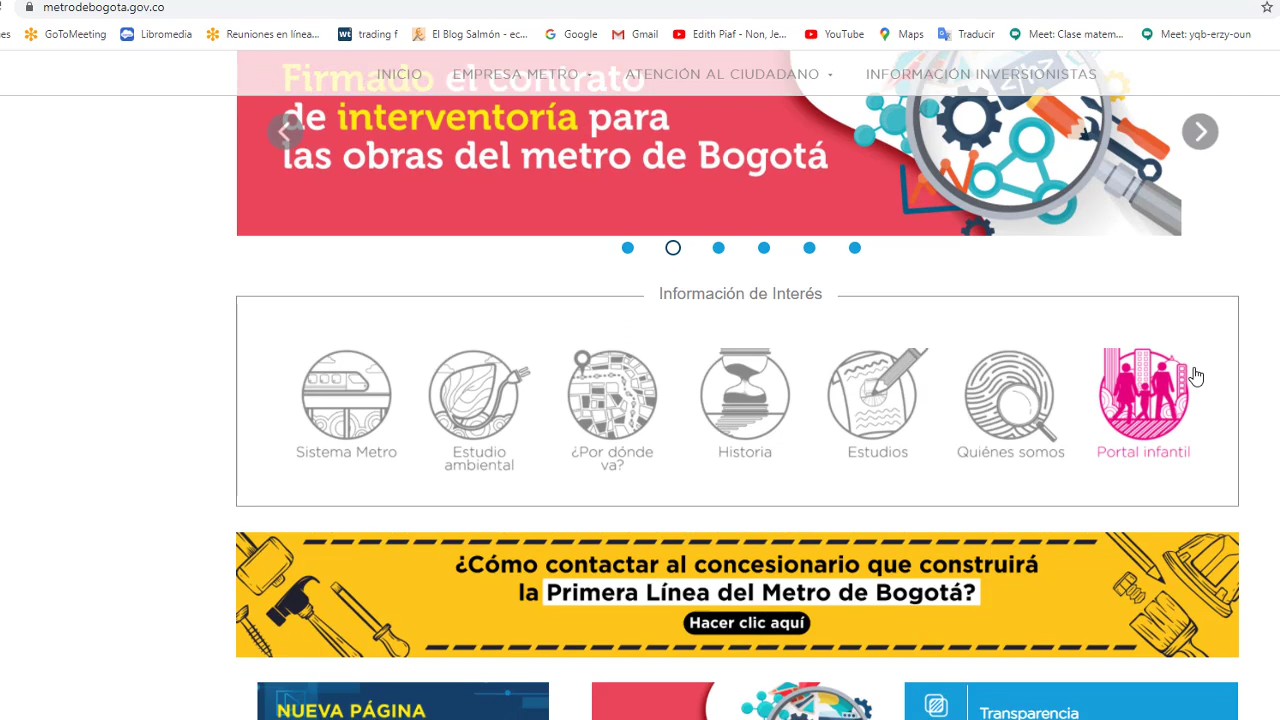 metrodebogota.gov.co
nes GoToMeeting Libromedia Reuniones en línea... trading f El Blog Salmón - ec... Google Gmail Edith Piaf - Non, Je,... YouTube Maps Traducir Meet: Clase matem... Meet: yqb-erzy-oun
INICIO EMPRESA METRO ATENCIÓN AL CIUDADANO INFORMACIÓN INVERSIONISTAS
Firmado el contrato
de interventoría para
las obras del metro de Bogotá
Información de Interés
Sistema Metro
Estudio
ambiental
¿Por dónde
va?
Historia
Estudios
Quiénes somos
Portal infantil
¿Cómo contactar al concesionario que construirá
la Primera Línea del Metro de Bogotá?
Hacer clic aquí
NUEVA PÁGINA
Transparencia